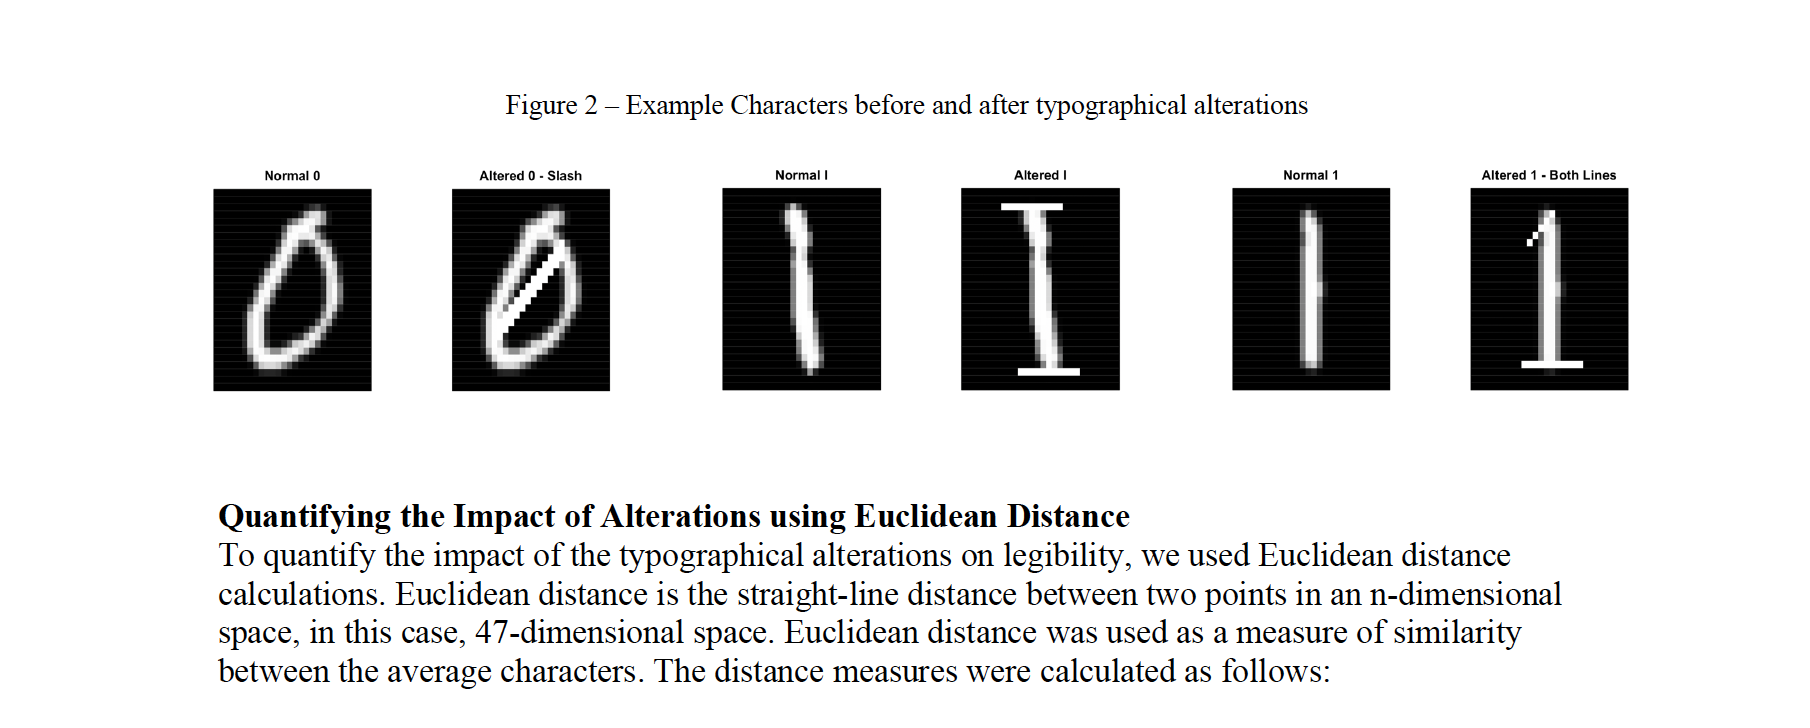 Figure 2 – Example Characters before and after typographical alterations
Normal 0
Altered 0 - Slash
Normal I
Altered I
Normal 1
Altered 1 - Both Lines
Quantifying the Impact of Alterations using Euclidean Distance
To quantify the impact of the typographical alterations on legibility, we used Euclidean distance
calculations. Euclidean distance is the straight-line distance between two points in an n-dimensional
space, in this case, 47-dimensional space. Euclidean distance was used as a measure of similarity
between the average characters. The distance measures were calculated as follows: